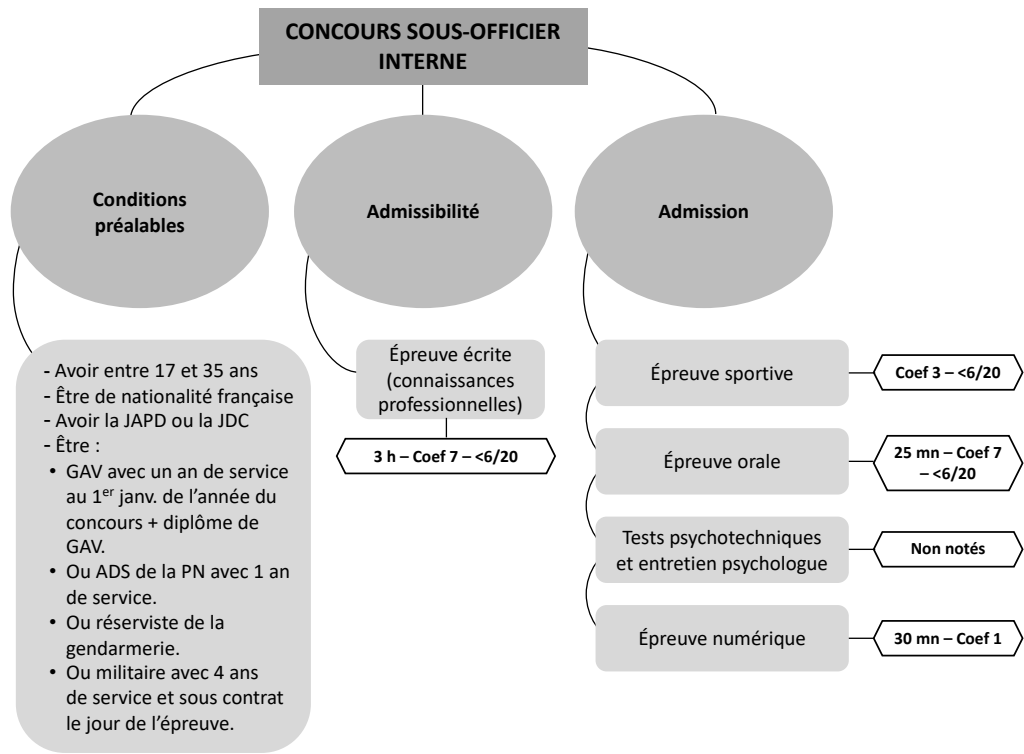 CONCOURS SOUS-OFFICIER
INTERNE
Conditions
préalables
- Avoir entre 17 et 35 ans
- Être de nationalité française
- Avoir la JAPD ou la JDC
- Être :
• GAV avec un an de service
au 1er janv. de l’année du
concours + diplôme de
GAV.
• Ou ADS de la PN avec 1 an
de service.
• Ou réserviste de la
gendarmerie.
• Ou militaire avec 4 ans
de service et sous contrat
le jour de l’épreuve.
Admissibilité
Épreuve écrite
(connaissances
professionnelles)
3 h – Coef 7 – <6/20
Admission
Épreuve sportive
Coef 3 – <6/20
Épreuve orale
25 mn – Coef 7
– <6/20
Tests psychotechniques
et entretien psychologue
Non notés
Épreuve numérique
30 mn – Coef 1